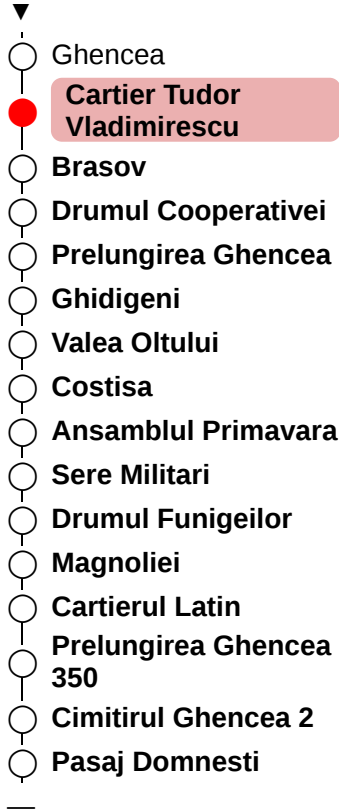 Ghencea
Cartier Tudor
Vladimirescu
Brasov
Drumul Cooperativei
Prelungirea Ghencea
Ghidigeni
Valea Oltului
Costisa
Ansamblul Primavara
Sere Militari
Drumul Funigeilor
Magnoliei
Cartierul Latin
Prelungirea Ghencea
350
Cimitirul Ghencea 2
Pasaj Domnesti